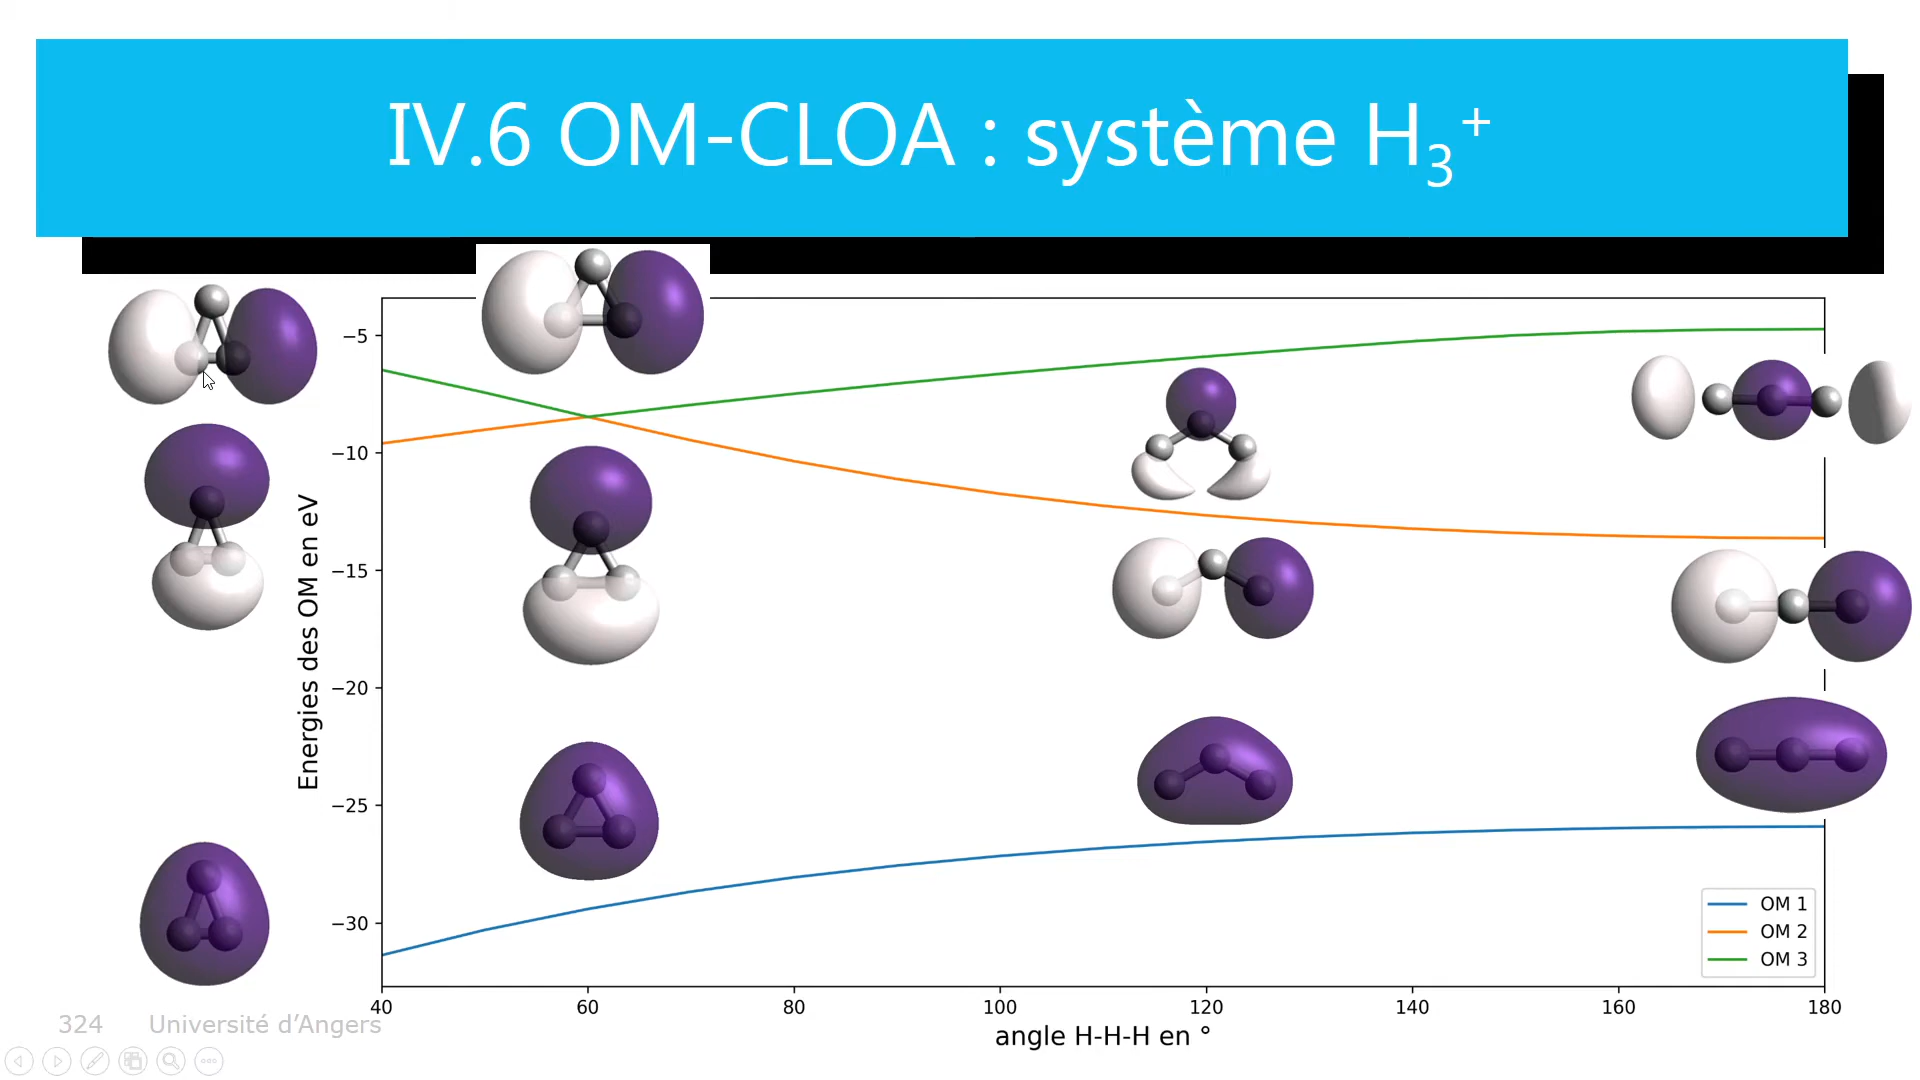 IV.6 OM-CLOA : système H₃⁺
−5
−10
−15
−20
−25
−30
Energies des OM en eV
OM 1
OM 2
OM 3
40 60 80 100 120 140 160 180
angle H-H-H en °
324 Université d’Angers